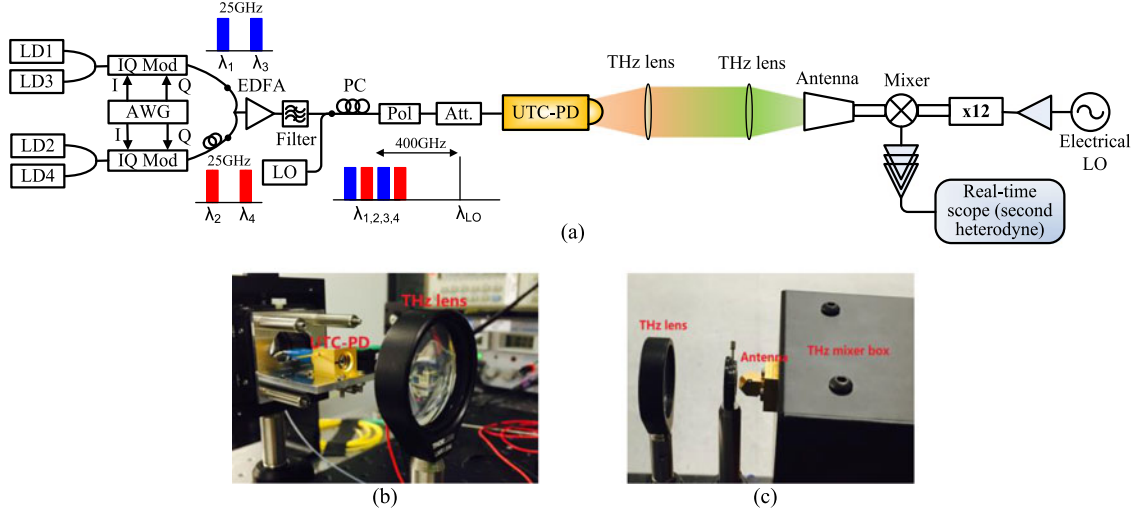 25GHz
λ1 λ3
LD1
LD3
IQ Mod
I Q
AWG
I Q
IQ Mod
LD2
LD4
25GHz
λ2 λ4
EDFA
Filter
LO
PC
Pol
Att.
UTC-PD
400GHz
λ1,2,3,4
λLO
THz lens
THz lens
Antenna
Mixer
x12
Electrical
LO
Real-time
scope (second
heterodyne)
(a)
THz lens
UTC-PD
(b)
THz lens
Antenna
THz mixer box
(c)